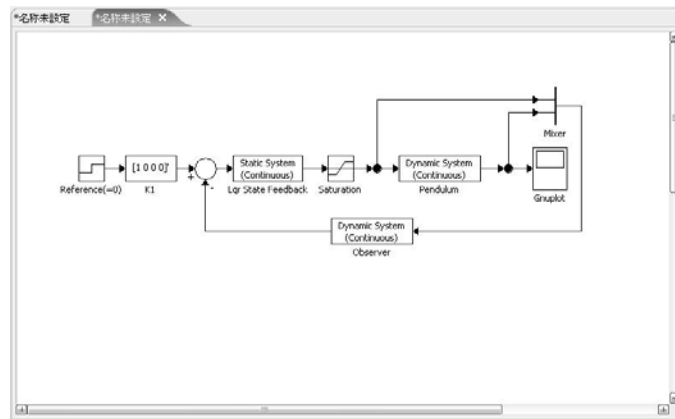 *名称未設定
*名称未設定
Reference(=0)
[1 0 0 0]'
K1
+
-
Static System
(Continuous)
Lqr State Feedback
Saturation
Dynamic System
(Continuous)
Pendulum
Mixer
Gnuplot
Dynamic System
(Continuous)
Observer